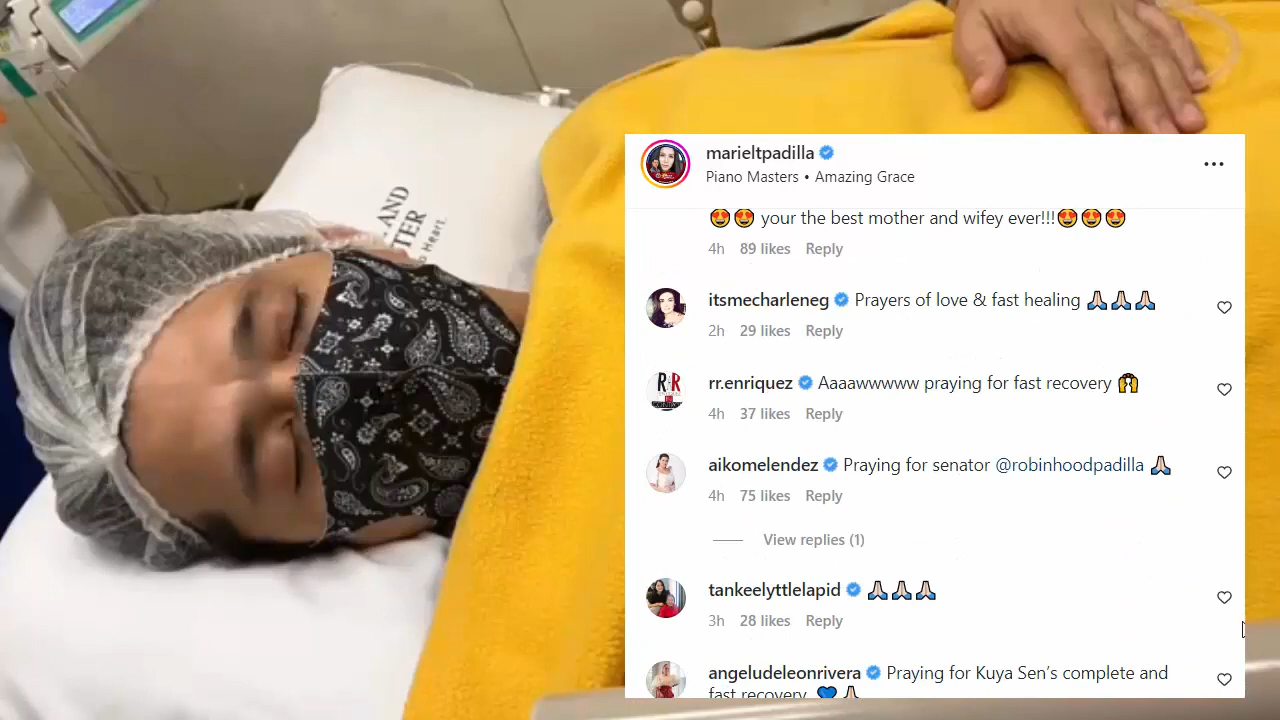 AND
TER
Heart.
marieltpadilla
Piano Masters • Amazing Grace
😍😍 your the best mother and wifey ever!!!😍😍😍
4h 89 likes Reply
itsmecharleneg Prayers of love & fast healing 🙏🏻🙏🏻🙏🏻
2h 29 likes Reply
rr.enriquez Aaaawwwww praying for fast recovery 🙌
4h 37 likes Reply
aikomelendez Praying for senator @robinhoodpadilla 🙏🏻
4h 75 likes Reply
View replies (1)
tankeelyttlelapid 🙏🏻🙏🏻🙏🏻
3h 28 likes Reply
angeludeleonrivera Praying for Kuya Sen’s complete and
fast recovery 💙🙏🏻